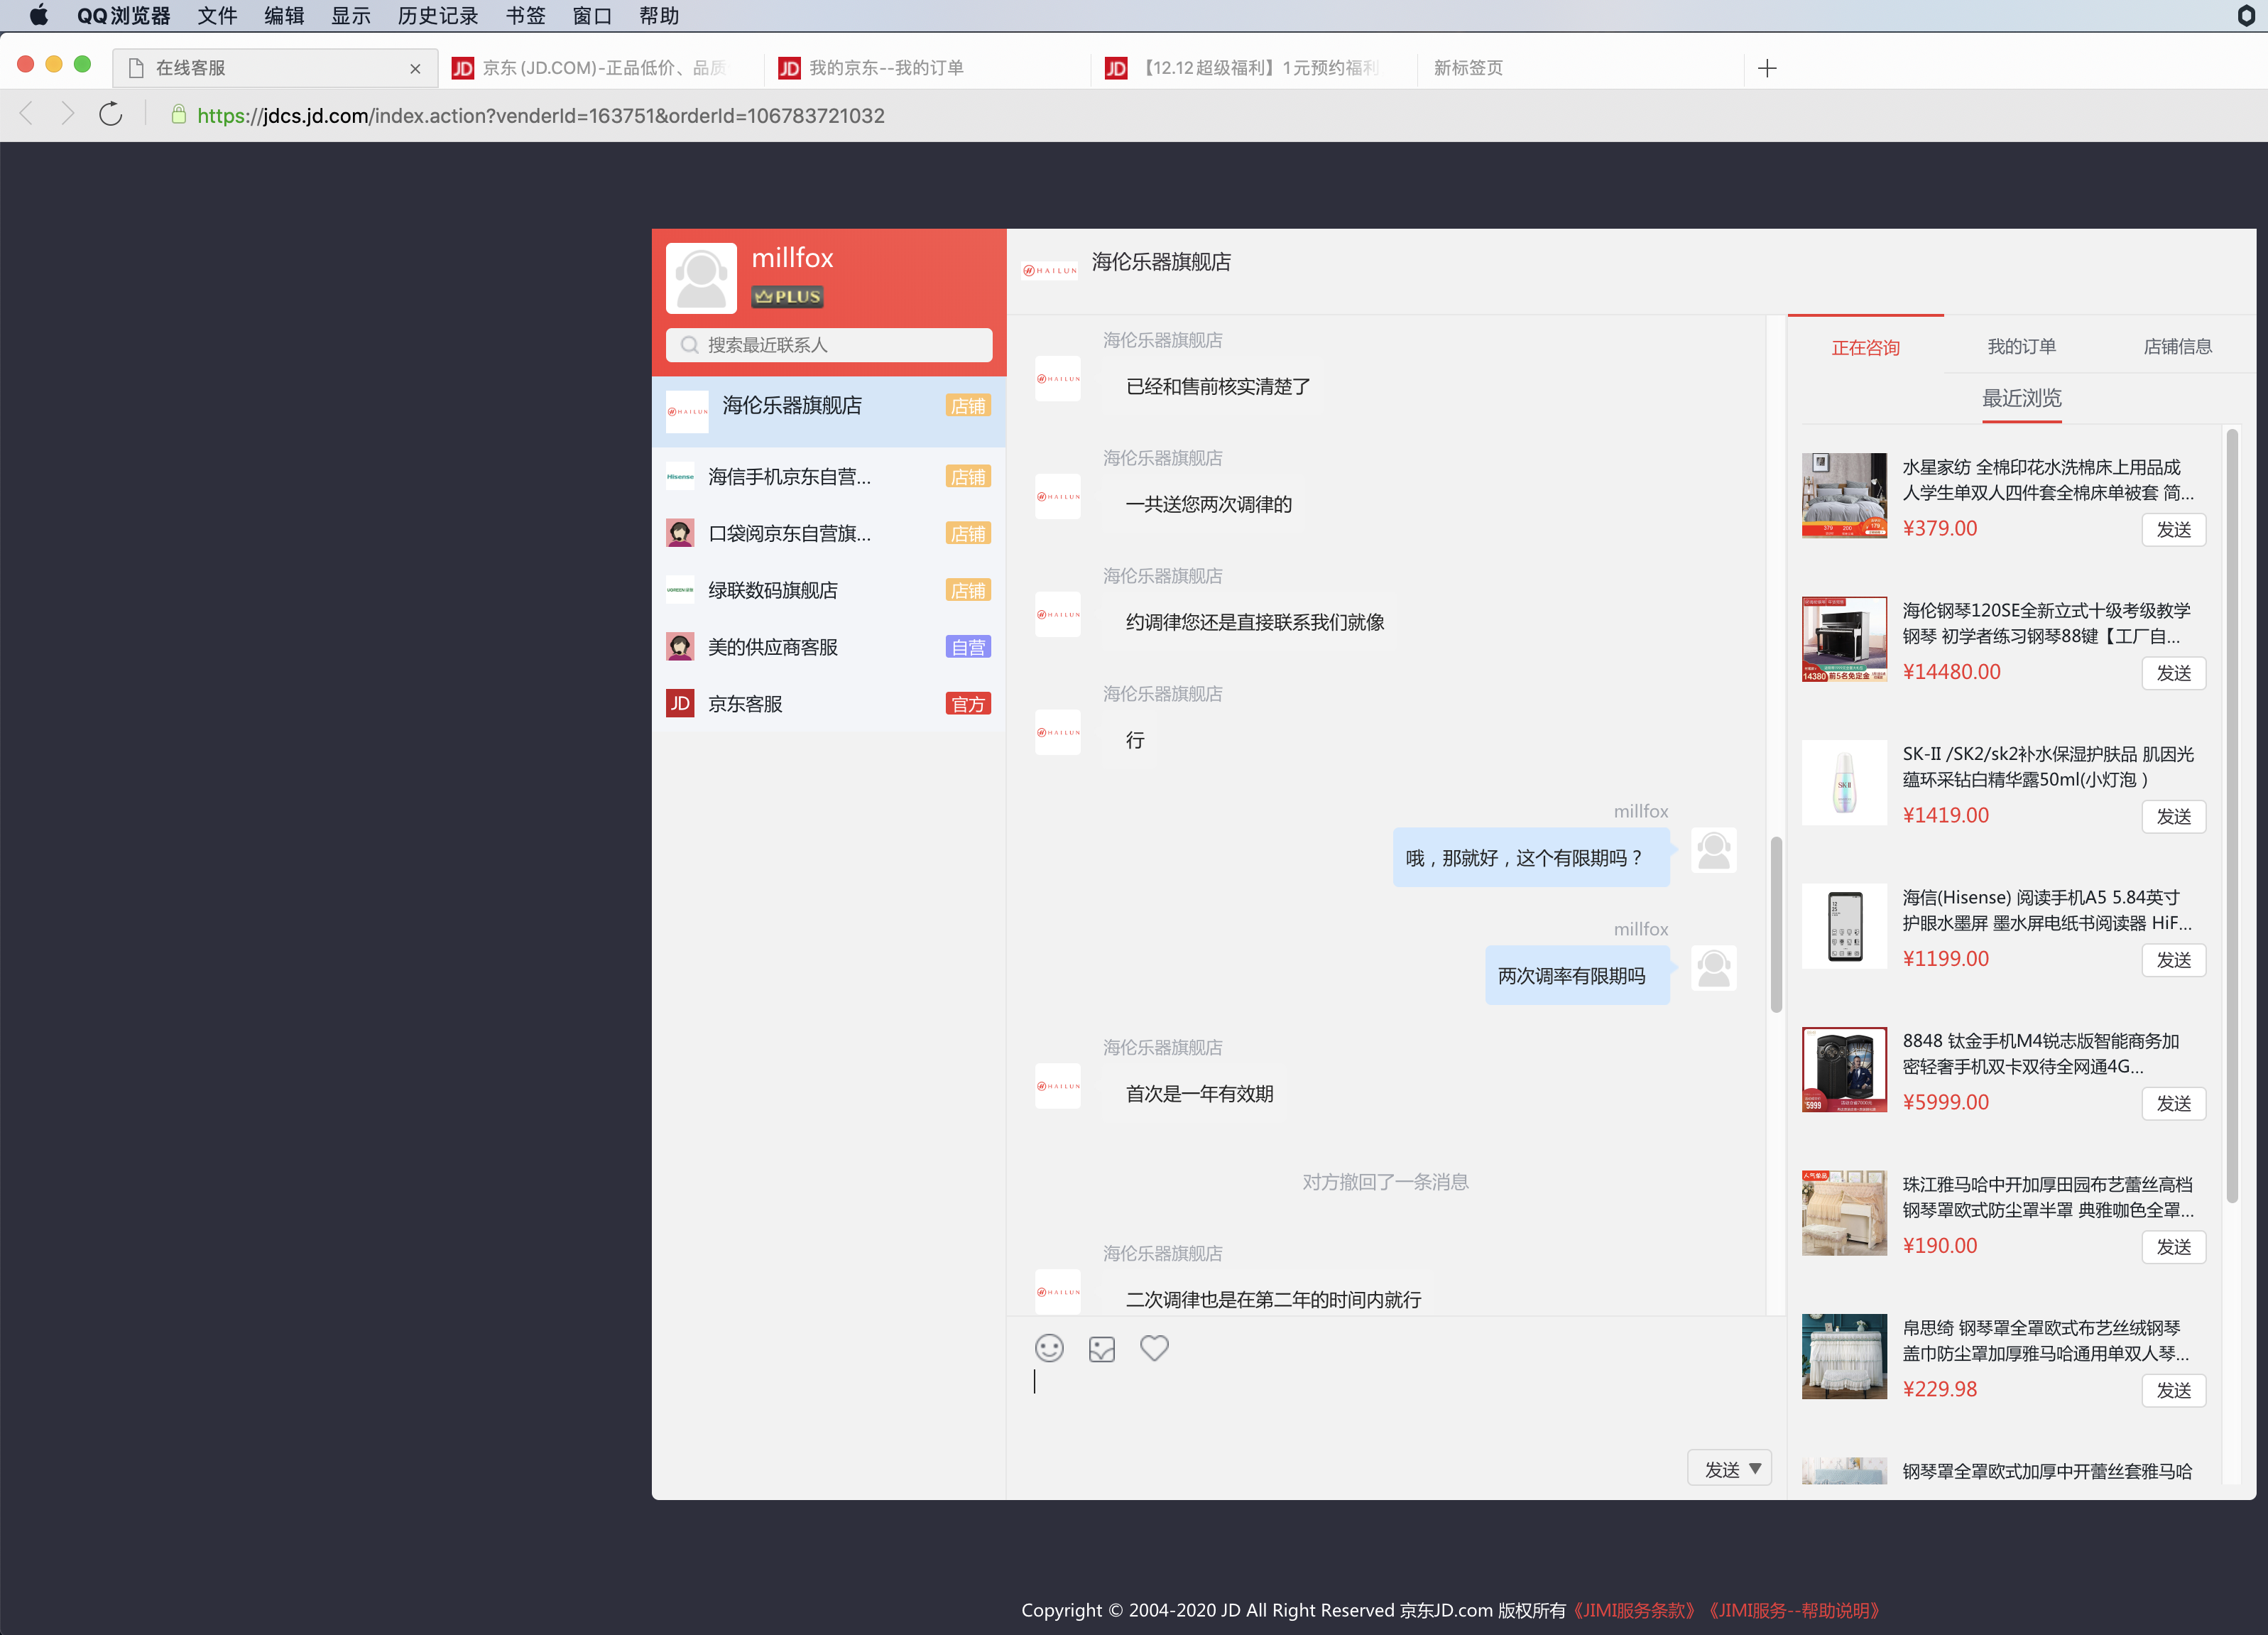 QQ浏览器 文件 编辑 显示 历史记录 书签 窗口 帮助
在线客服
京东(JD.COM)-正品低价、品质
我的京东--我的订单
【12.12超级福利】1元预约福利
新标签页
https://jdcs.jd.com/index.action?venderId=163751&orderId=106783721032
millfox
PLUS
搜索最近联系人
HAILUN
海伦乐器旗舰店
店铺
Hisense
海信手机京东自营...
店铺
口袋阅京东自营旗...
店铺
UGREEN
绿联数码旗舰店
店铺
美的供应商客服
自营
JD
京东客服
官方
HAILUN
海伦乐器旗舰店
海伦乐器旗舰店
HAILUN
已经和售前核实清楚了
海伦乐器旗舰店
HAILUN
一共送您两次调律的
海伦乐器旗舰店
HAILUN
约调律您还是直接联系我们就像
海伦乐器旗舰店
HAILUN
行
millfox
哦，那就好，这个有限期吗？
millfox
两次调率有限期吗
海伦乐器旗舰店
HAILUN
首次是一年有效期
对方撤回了一条消息
海伦乐器旗舰店
HAILUN
二次调律也是在第二年的时间内就行
发送
正在咨询 我的订单 店铺信息
最近浏览
水星家纺 全棉印花水洗棉床上用品成
人学生单双人四件套全棉床单被套 简...
¥379.00
发送
海伦钢琴120SE全新立式十级考级教学
钢琴 初学者练习钢琴88键【工厂自...
¥14480.00
发送
14380 前5名免定金
SK-II /SK2/sk2补水保湿护肤品 肌因光
蕴环采钻白精华露50ml(小灯泡 )
¥1419.00
发送
海信(Hisense) 阅读手机A5 5.84英寸
护眼水墨屏 墨水屏电纸书阅读器 HiF...
¥1199.00
发送
8848 钛金手机M4锐志版智能商务加
密轻奢手机双卡双待全网通4G...
¥5999.00
发送
5999
珠江雅马哈中开加厚田园布艺蕾丝高档
钢琴罩欧式防尘罩半罩 典雅咖色全罩...
¥190.00
发送
人气单品
帛思绮 钢琴罩全罩欧式布艺丝绒钢琴
盖巾防尘罩加厚雅马哈通用单双人琴...
¥229.98
发送
钢琴罩全罩欧式加厚中开蕾丝套雅马哈
Copyright © 2004-2020 JD All Right Reserved 京东JD.com 版权所有《JIMI服务条款》《JIMI服务--帮助说明》